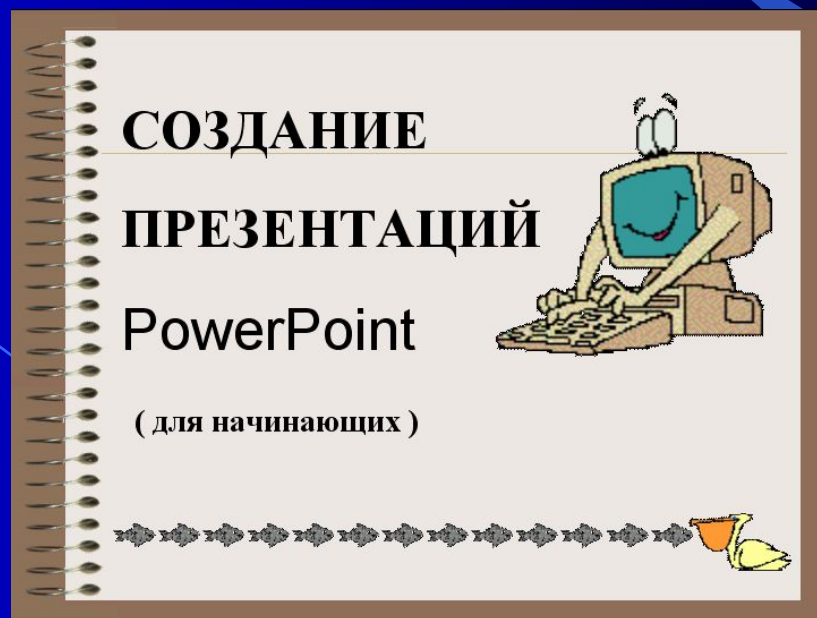 СОЗДАНИЕ
ПРЕЗЕНТАЦИЙ
PowerPoint
( для начинающих )